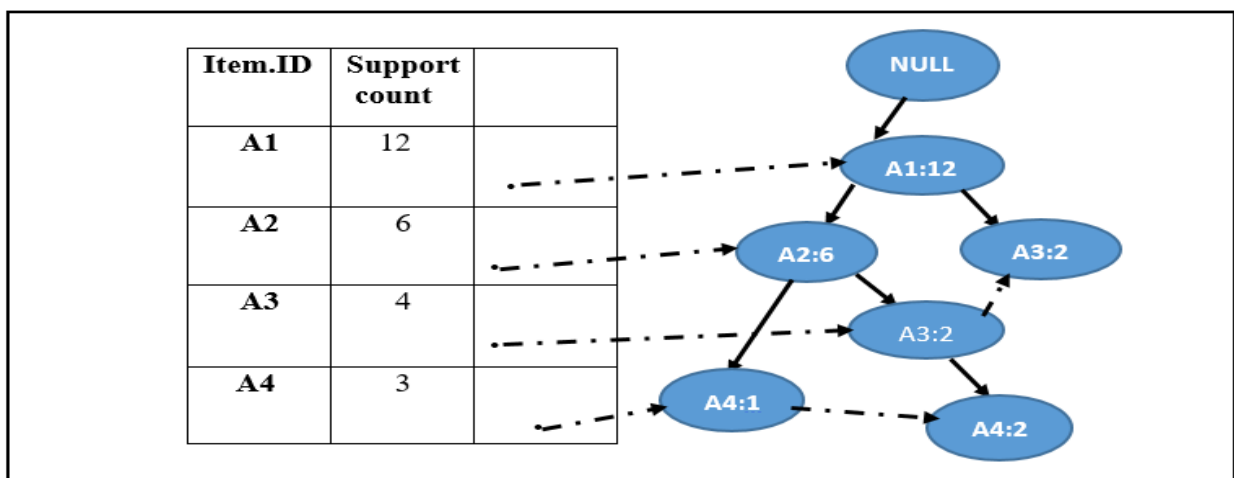 Item.ID Support count
A1 12
A2 6
A3 4
A4 3
NULL
A1:12
A2:6
A3:2
A3:2
A4:1
A4:2